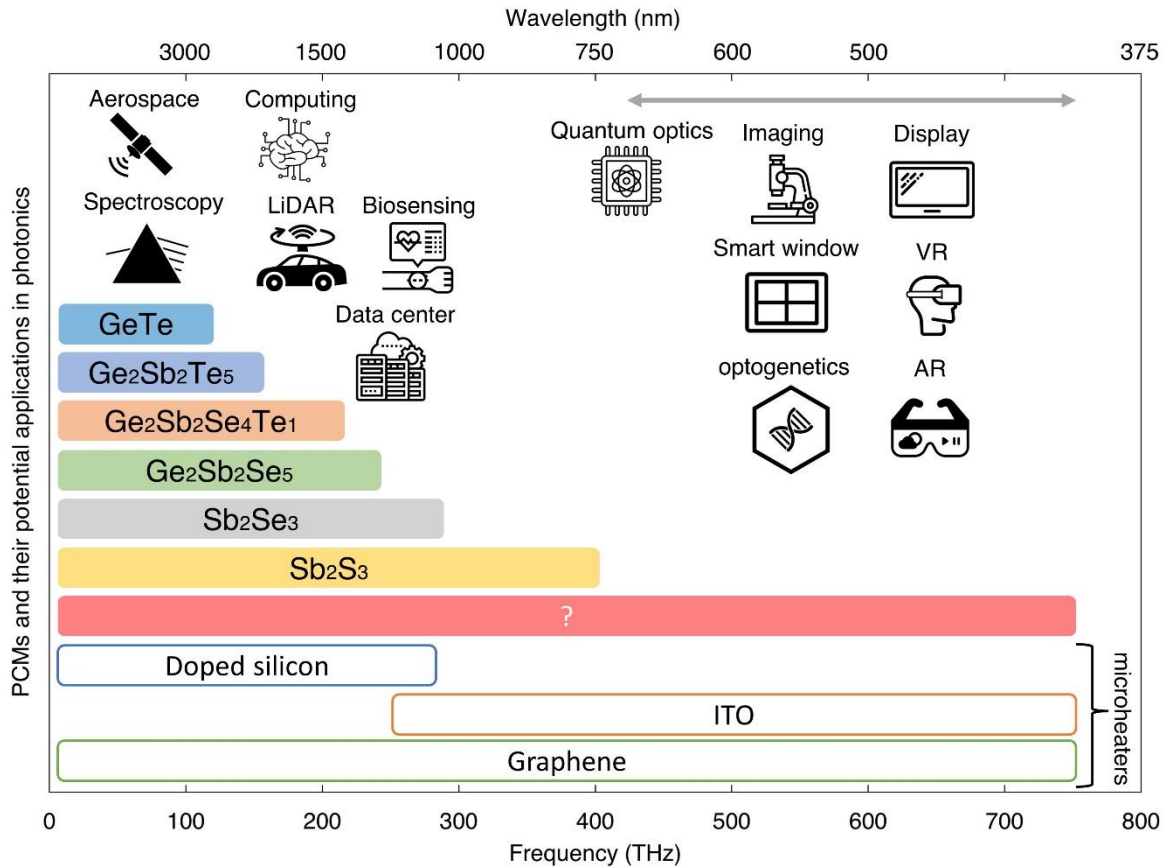 Wavelength (nm)
3000 1500 1000 750 600 500 375
Aerospace Computing
Quantum optics Imaging Display
Spectroscopy LiDAR Biosensing
Smart window VR
GeTe Data center
Ge₂Sb₂Te₅ optogenetics AR
Ge₂Sb₂Se₄Te₁
Ge₂Sb₂Se₅
Sb₂Se₃
Sb₂S₃
?
Doped silicon
ITO
Graphene
microheaters
PCMs and their potential applications in photonics
0 100 200 300 400 500 600 700 800
Frequency (THz)